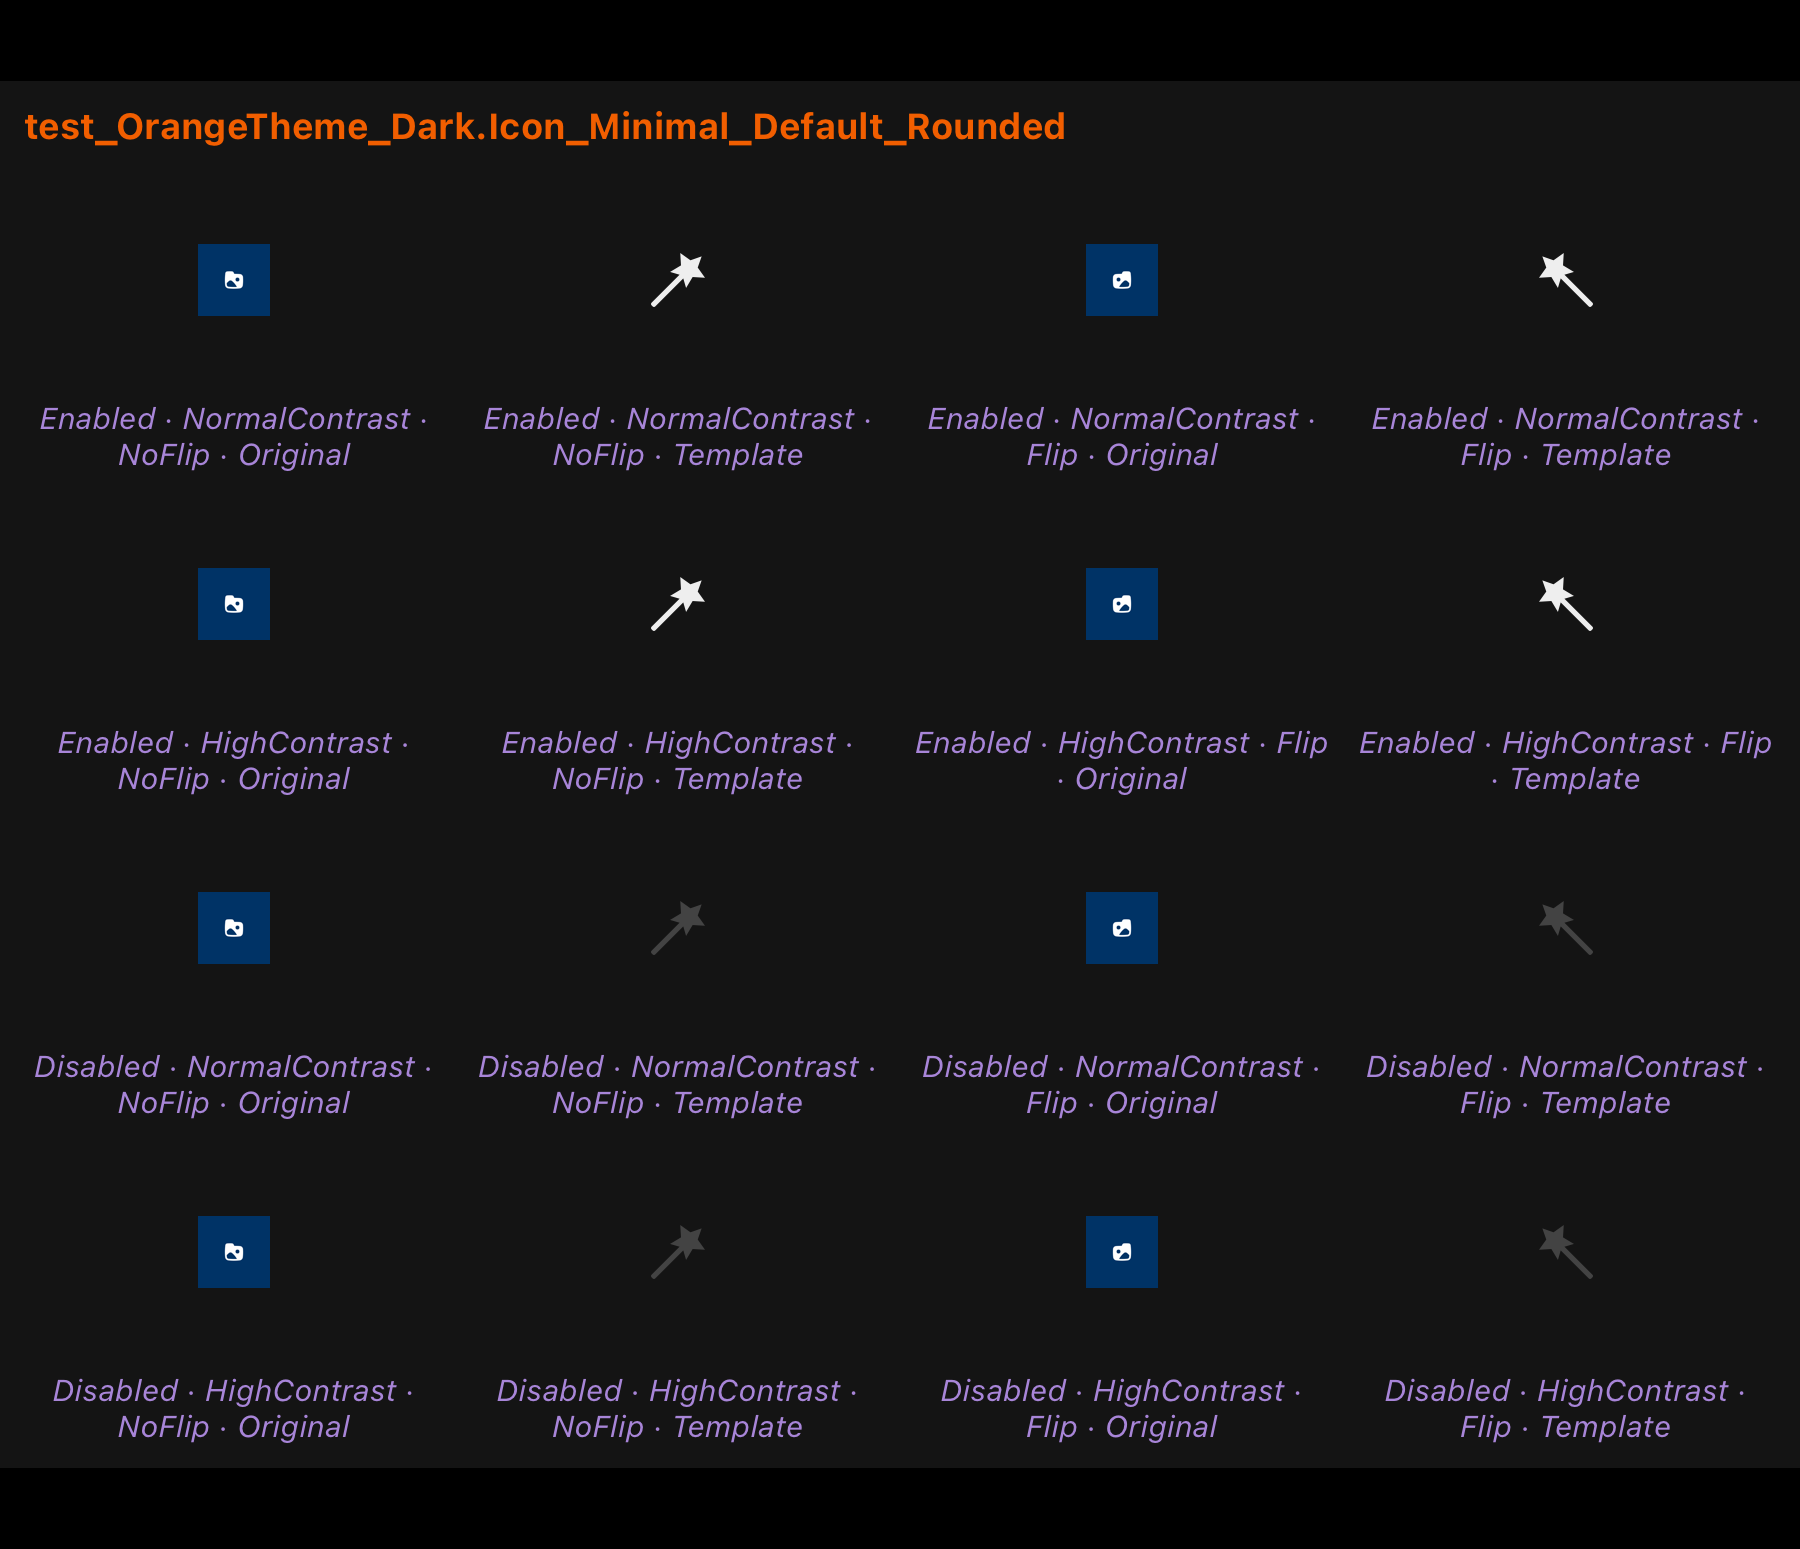 test_OrangeTheme_Dark.Icon_Minimal_Default_Rounded
Enabled · NormalContrast ·
NoFlip · Original
Enabled · NormalContrast ·
NoFlip · Template
Enabled · NormalContrast ·
Flip · Original
Enabled · NormalContrast ·
Flip · Template
Enabled · HighContrast ·
NoFlip · Original
Enabled · HighContrast ·
NoFlip · Template
Enabled · HighContrast · Flip
· Original
Enabled · HighContrast · Flip
· Template
Disabled · NormalContrast ·
NoFlip · Original
Disabled · NormalContrast ·
NoFlip · Template
Disabled · NormalContrast ·
Flip · Original
Disabled · NormalContrast ·
Flip · Template
Disabled · HighContrast ·
NoFlip · Original
Disabled · HighContrast ·
NoFlip · Template
Disabled · HighContrast ·
Flip · Original
Disabled · HighContrast ·
Flip · Template